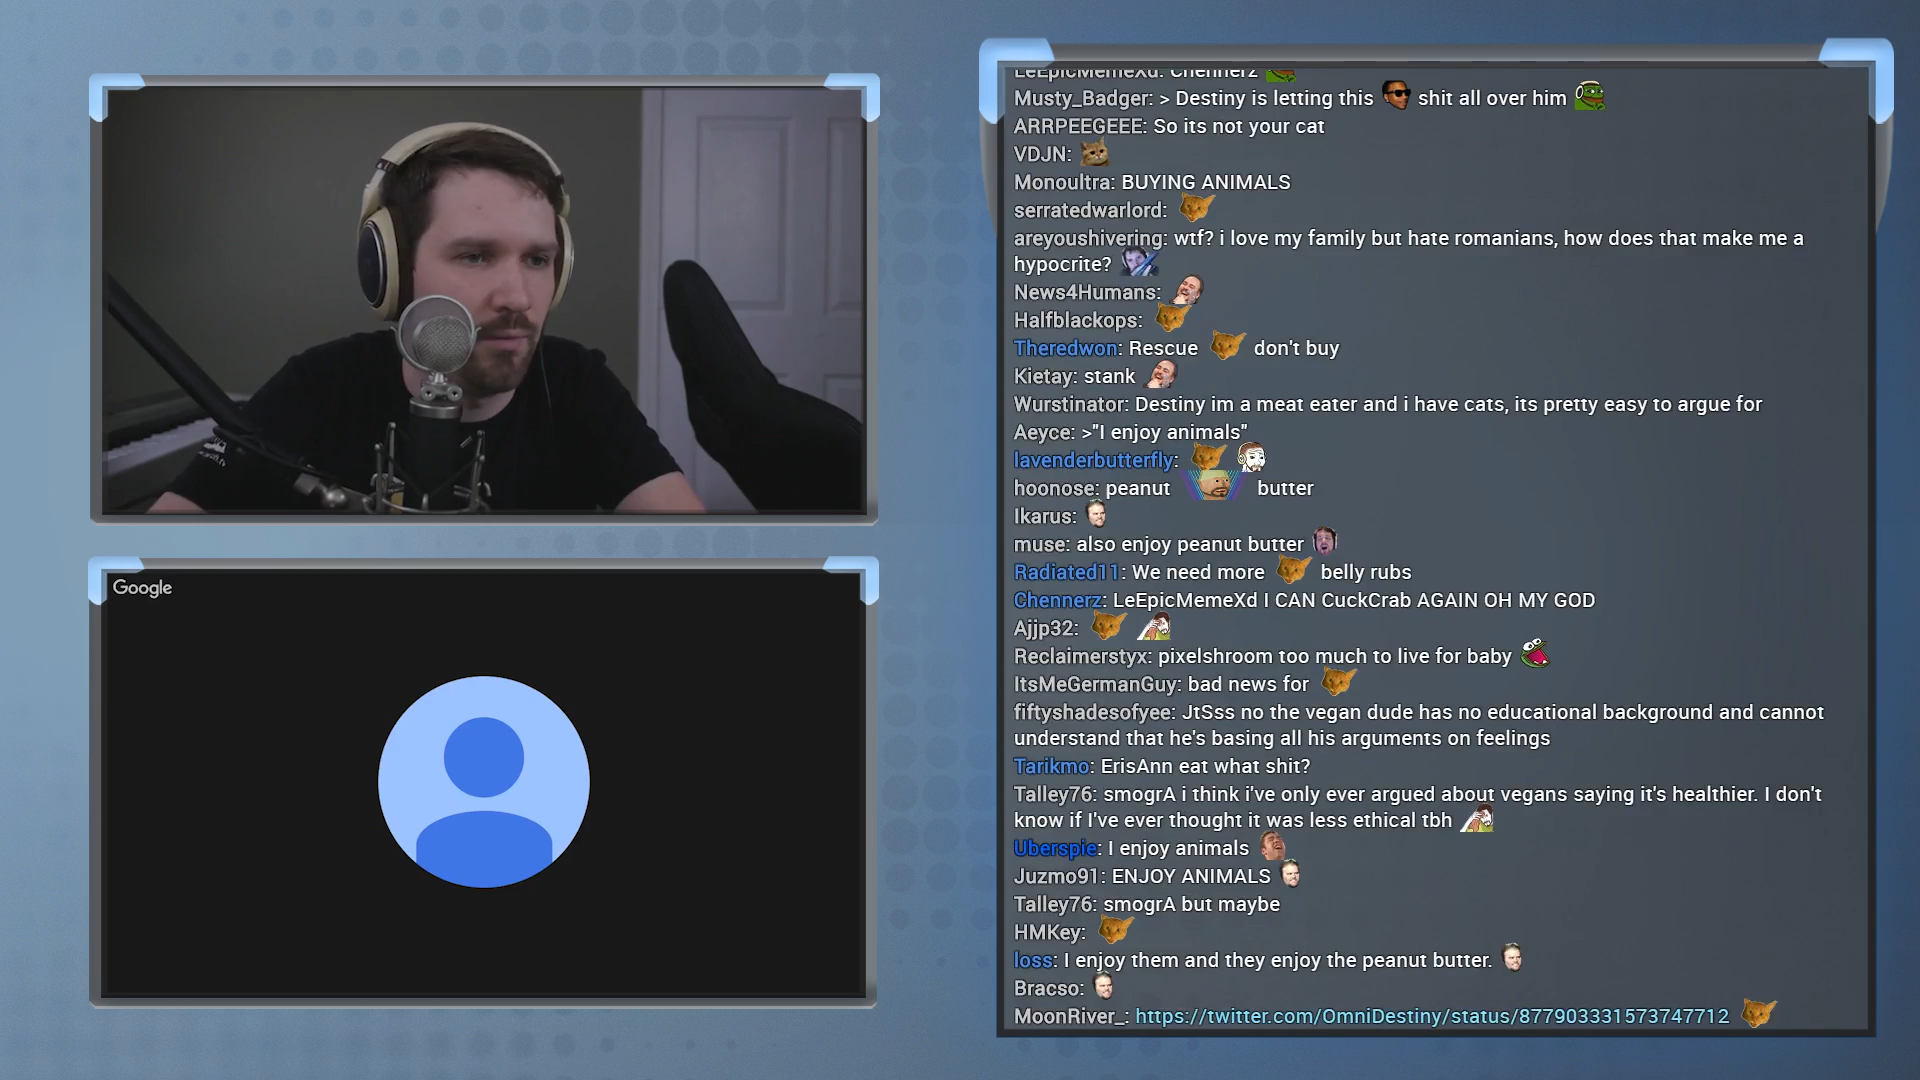 Google
LeEpicMemeXd: Chennerz
Musty_Badger: > Destiny is letting this shit all over him
ARRPEEGEEE: So its not your cat
VDJN:
Monoultra: BUYING ANIMALS
serratedwarlord:
areyoushivering: wtf? i love my family but hate romanians, how does that make me a
hypocrite?
News4Humans:
Halfblackops:
Theredwon: Rescue don't buy
Kietay: stank
Wurstinator: Destiny im a meat eater and i have cats, its pretty easy to argue for
Aeyce: >"I enjoy animals"
lavenderbutterfly:
hoonose: peanut butter
Ikarus:
muse: also enjoy peanut butter
Radiated11: We need more belly rubs
Chennerz: LeEpicMemeXd I CAN CuckCrab AGAIN OH MY GOD
Ajjp32:
Reclaimerstyx: pixelshroom too much to live for baby
ItsMeGermanGuy: bad news for
fiftyshadesofyee: JtSss no the vegan dude has no educational background and cannot
understand that he's basing all his arguments on feelings
Tarikmo: ErisAnn eat what shit?
Talley76: smogrA i think i've only ever argued about vegans saying it's healthier. I don't
know if I've ever thought it was less ethical tbh
Uberspie: I enjoy animals
Juzmo91: ENJOY ANIMALS
Talley76: smogrA but maybe
HMKey:
loss: I enjoy them and they enjoy the peanut butter.
Bracso:
MoonRiver_: https://twitter.com/OmniDestiny/status/877903331573747712